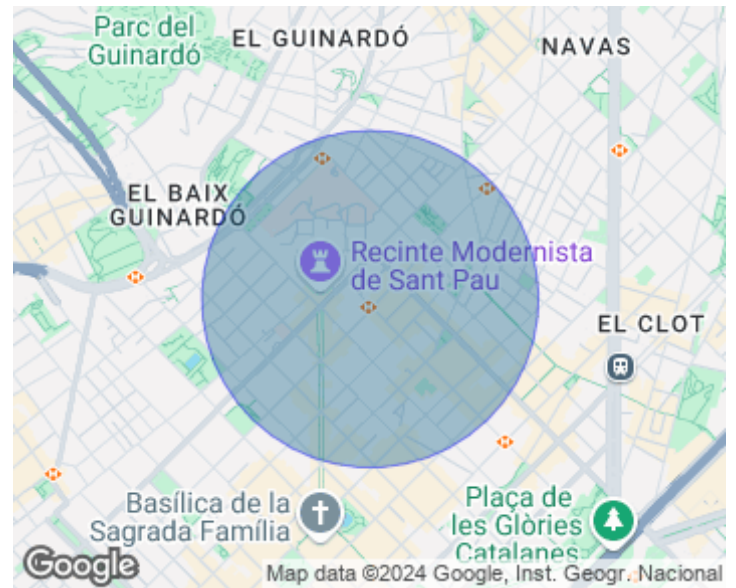 Parc del
Guinardó
EL GUINARDÓ
NAVAS
EL BAIX
GUINARDÓ
Recinte Modernista
de Sant Pau
EL CLOT
Basílica de la
Sagrada Família
Plaça de
les Glòries
Catalanes
Google
Map data ©2024 Google, Inst. Geogr. Nacional